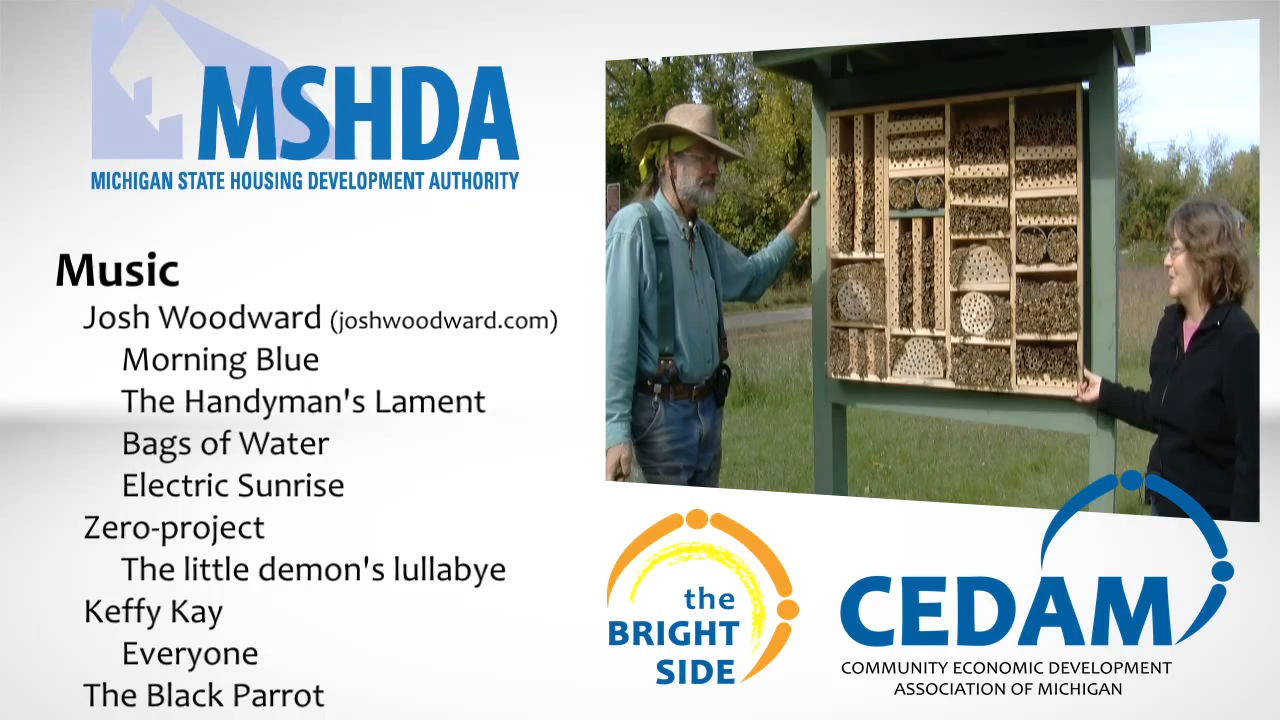 MSHDA
MICHIGAN STATE HOUSING DEVELOPMENT AUTHORITY
Music
Josh Woodward (joshwoodward.com)
Morning Blue
The Handyman's Lament
Bags of Water
Electric Sunrise
Zero-project
The little demon's lullabye
Keffy Kay
Everyone
The Black Parrot
the
BRIGHT
SIDE
CEDAM
COMMUNITY ECONOMIC DEVELOPMENT
ASSOCIATION OF MICHIGAN